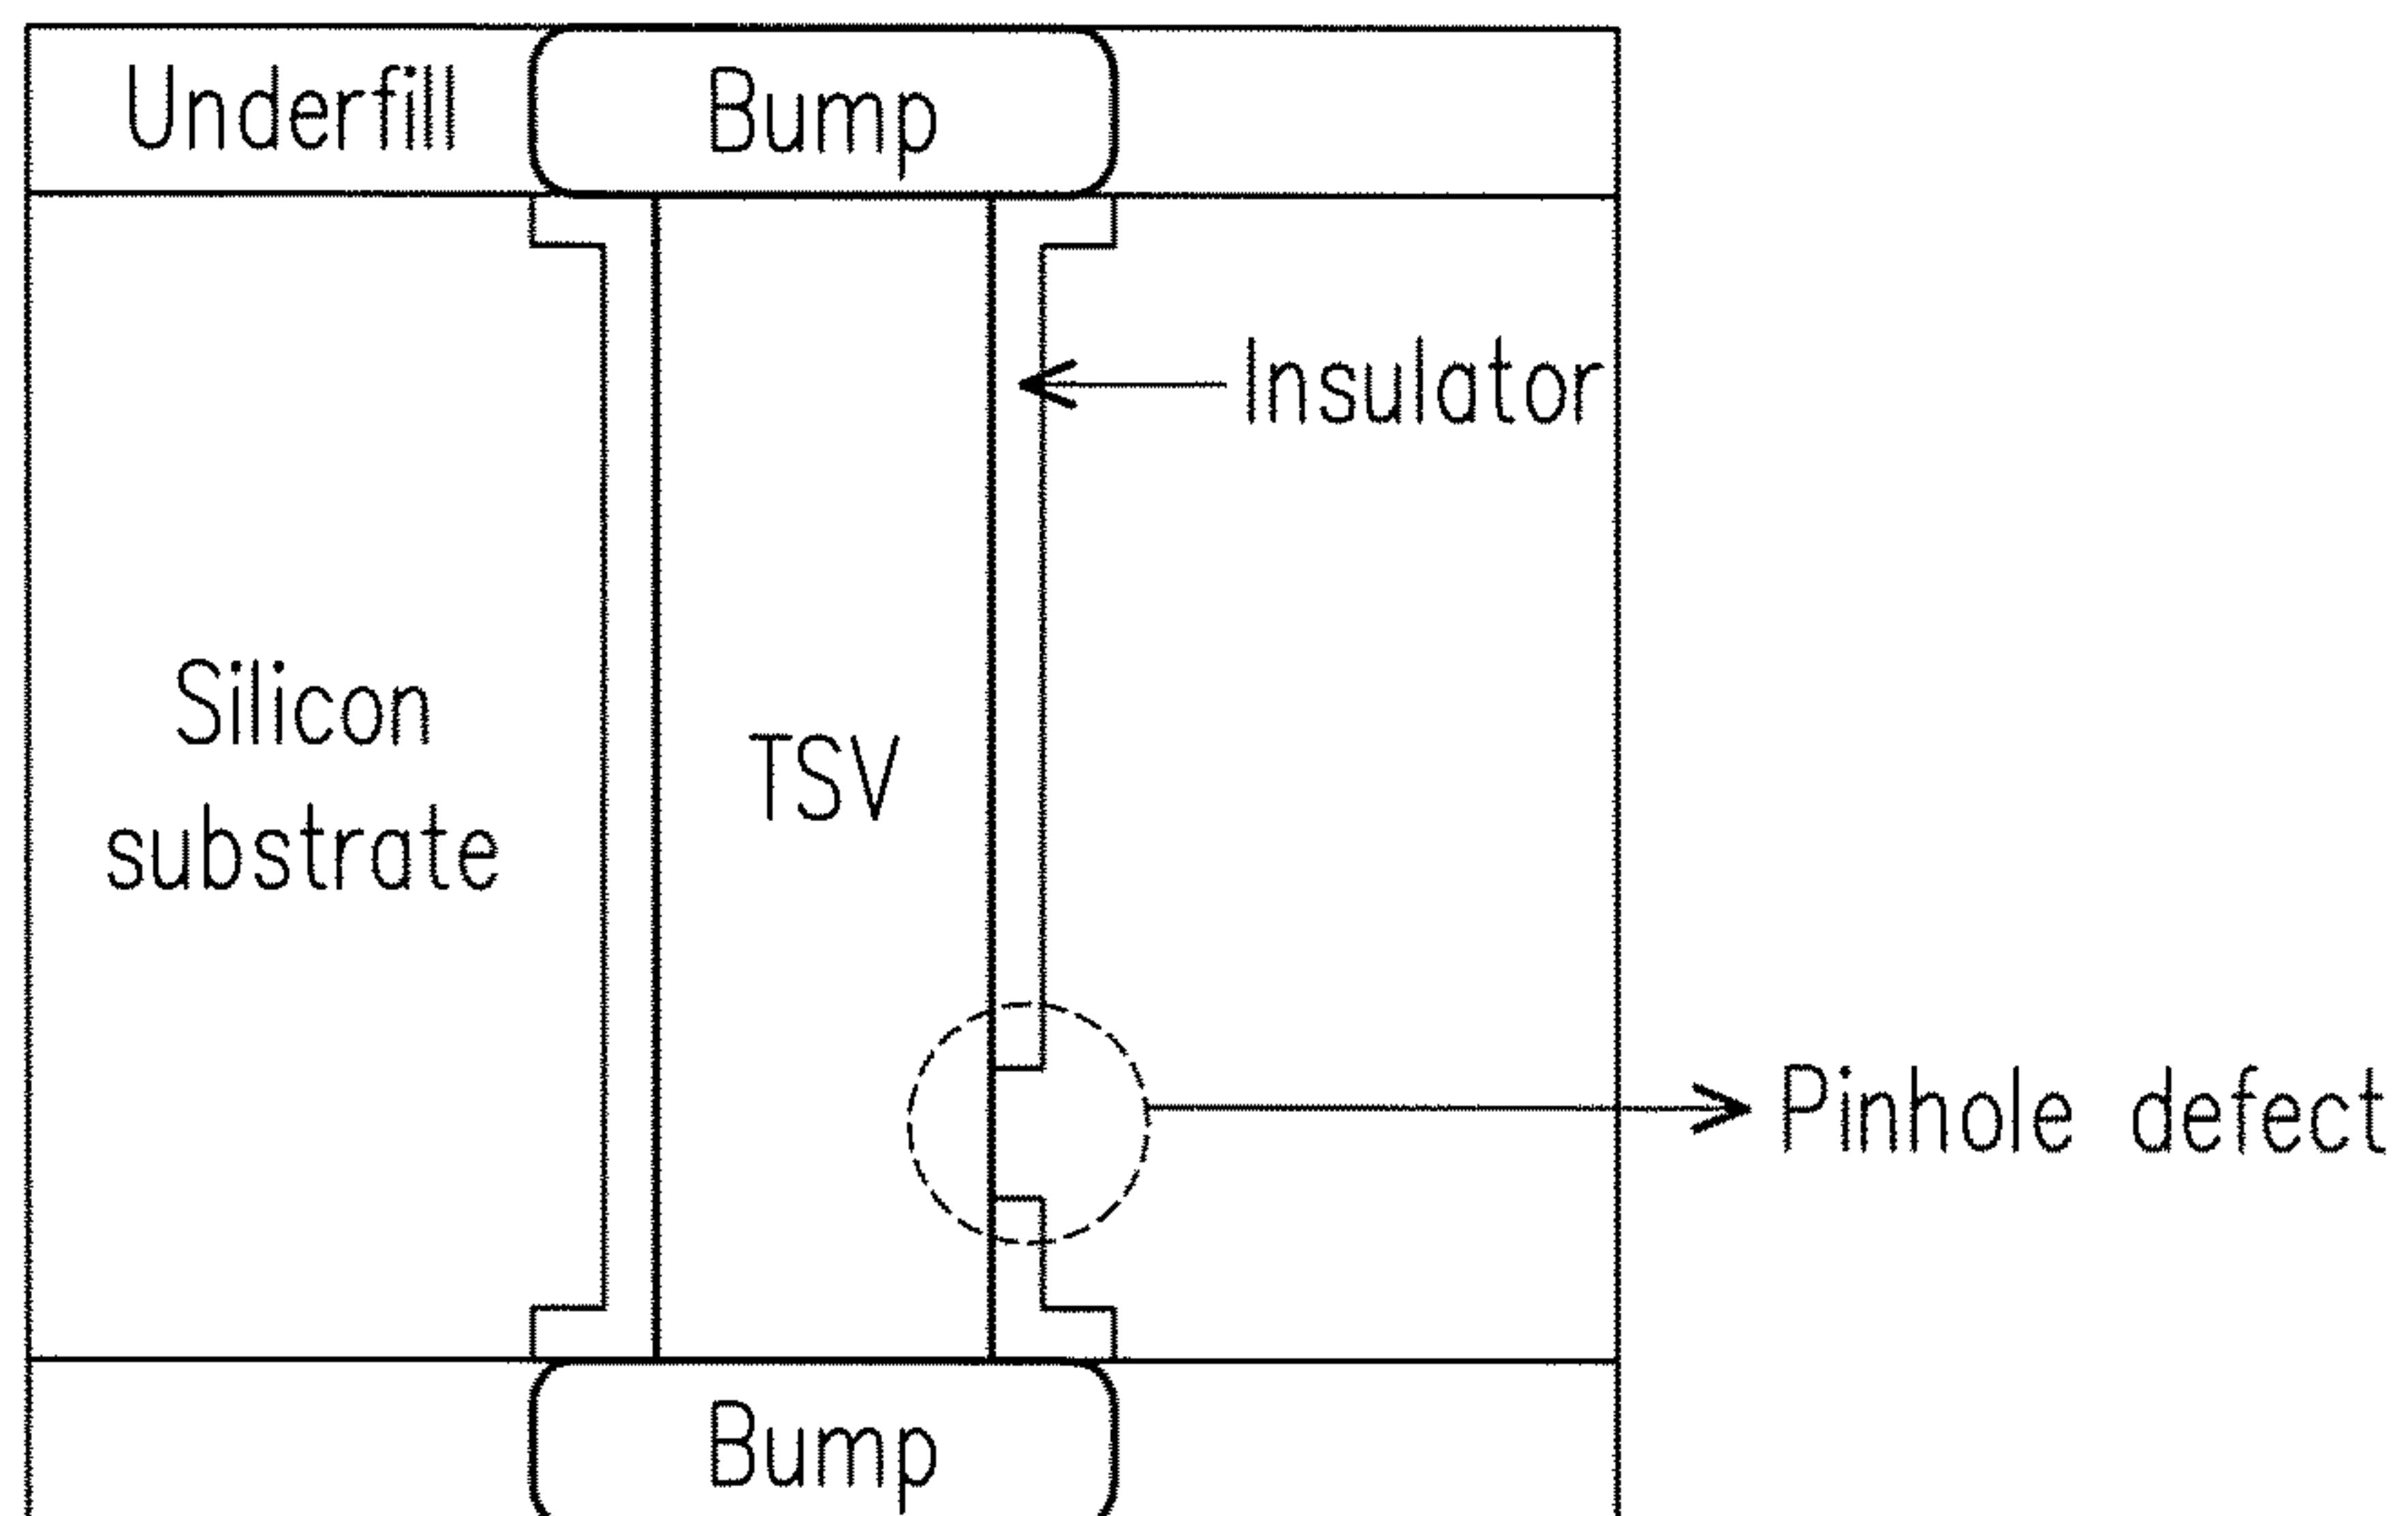 Underfill
Bump
Insulator
Silicon
substrate
TSV
Pinhole defect
Bump